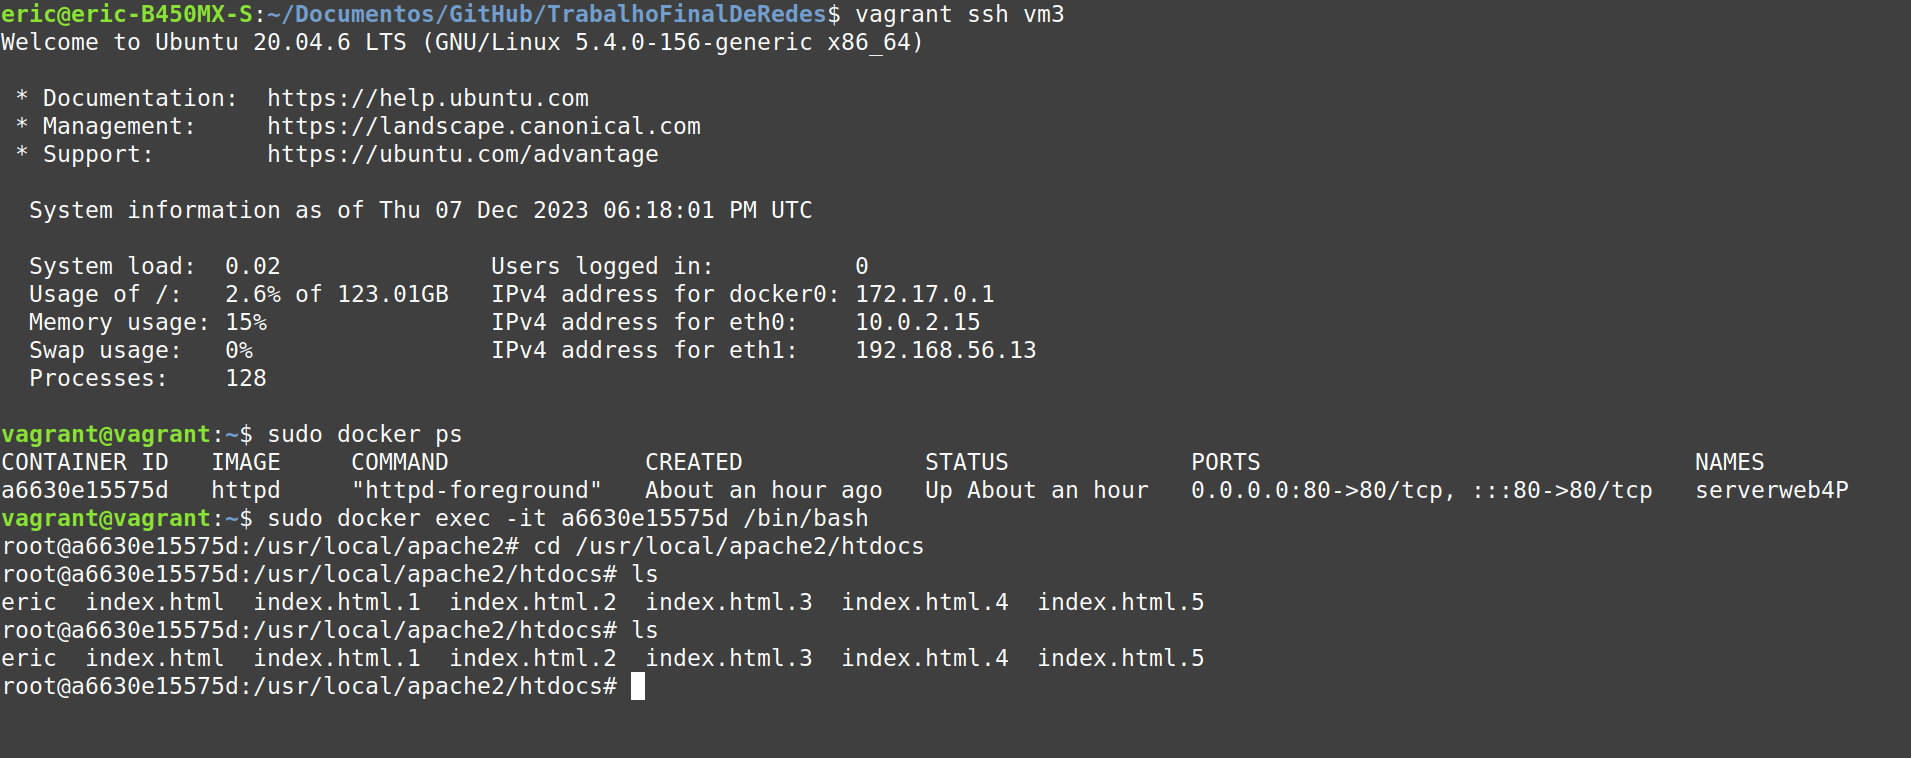 eric@eric-B450MX-S:~/Documentos/GitHub/TrabalhoFinalDeRedes$ vagrant ssh vm3
Welcome to Ubuntu 20.04.6 LTS (GNU/Linux 5.4.0-156-generic x86_64)

 * Documentation:  https://help.ubuntu.com
 * Management:     https://landscape.canonical.com
 * Support:        https://ubuntu.com/advantage

  System information as of Thu 07 Dec 2023 06:18:01 PM UTC

  System load:  0.02               Users logged in:          0
  Usage of /:   2.6% of 123.01GB   IPv4 address for docker0: 172.17.0.1
  Memory usage: 15%                IPv4 address for eth0:    10.0.2.15
  Swap usage:   0%                 IPv4 address for eth1:    192.168.56.13
  Processes:    128

vagrant@vagrant:~$ sudo docker ps
CONTAINER ID   IMAGE     COMMAND              CREATED             STATUS             PORTS                               NAMES
a6630e15575d   httpd     "httpd-foreground"   About an hour ago   Up About an hour   0.0.0.0:80->80/tcp, :::80->80/tcp   serverweb4P
vagrant@vagrant:~$ sudo docker exec -it a6630e15575d /bin/bash
root@a6630e15575d:/usr/local/apache2# cd /usr/local/apache2/htdocs
root@a6630e15575d:/usr/local/apache2/htdocs# ls
eric  index.html  index.html.1  index.html.2  index.html.3  index.html.4  index.html.5
root@a6630e15575d:/usr/local/apache2/htdocs# ls
eric  index.html  index.html.1  index.html.2  index.html.3  index.html.4  index.html.5
root@a6630e15575d:/usr/local/apache2/htdocs#